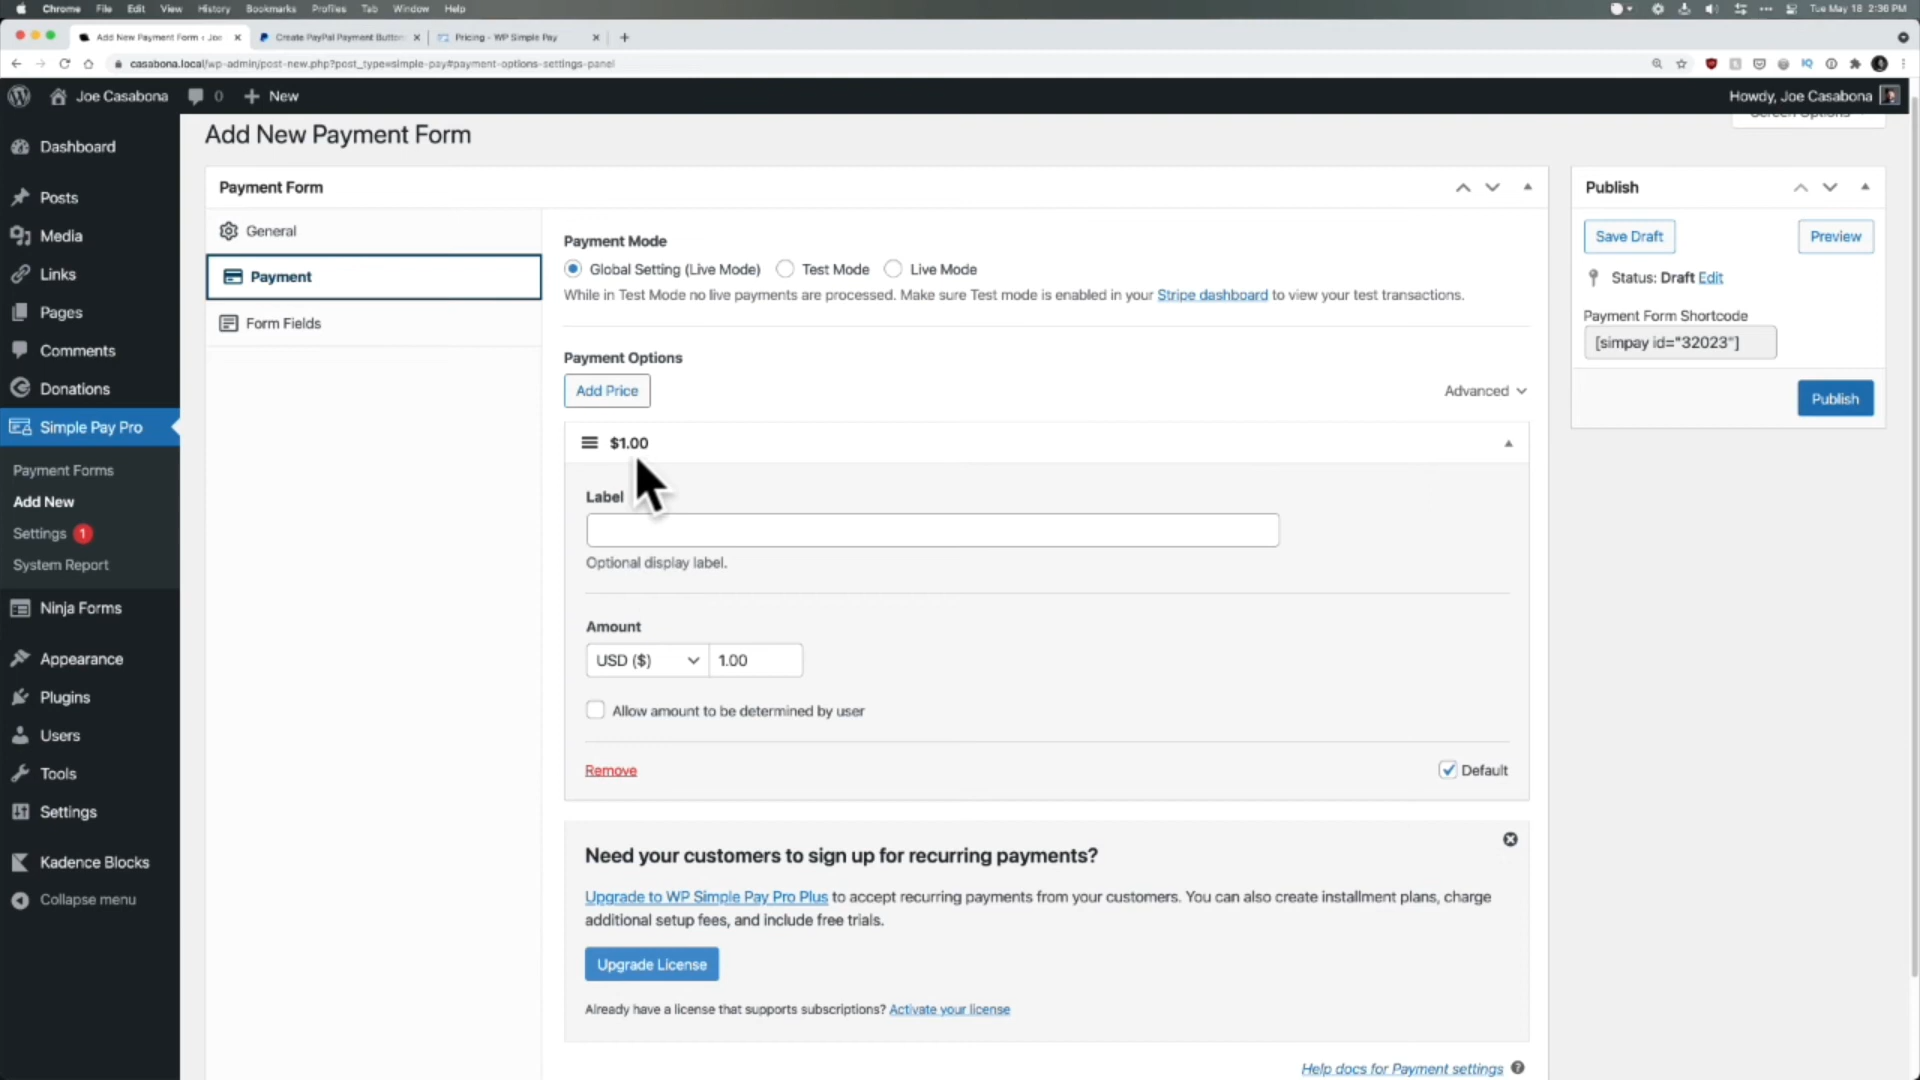 Chrome File Edit View History Bookmarks Profiles Tab Window Help
Tue May 18 2:36 PM
Add New Payment Form ‹ Joe
Create PayPal Payment Button
Pricing - WP Simple Pay
casabona.local/wp-admin/post-new.php?post_type=simple-pay#payment-options-settings-panel
Joe Casabona
0
New
Howdy, Joe Casabona
Add New Payment Form
Screen Options
Dashboard
Posts
Media
Links
Pages
Comments
Donations
Simple Pay Pro
Payment Forms
Add New
Settings 1
System Report
Ninja Forms
Appearance
Plugins
Users
Tools
Settings
Kadence Blocks
Collapse menu
Payment Form
General
Payment
Form Fields
Payment Mode
Global Setting (Live Mode) Test Mode Live Mode
While in Test Mode no live payments are processed. Make sure Test mode is enabled in your Stripe dashboard to view your test transactions.
Payment Options
Add Price
Advanced
$1.00
Label
Optional display label.
Amount
USD ($) 1.00
Allow amount to be determined by user
Remove
Default
Need your customers to sign up for recurring payments?
Upgrade to WP Simple Pay Pro Plus to accept recurring payments from your customers. You can also create installment plans, charge
additional setup fees, and include free trials.
Upgrade License
Already have a license that supports subscriptions? Activate your license
Help docs for Payment settings
Publish
Save Draft
Preview
Status: Draft Edit
Payment Form Shortcode
[simpay id="32023"]
Publish